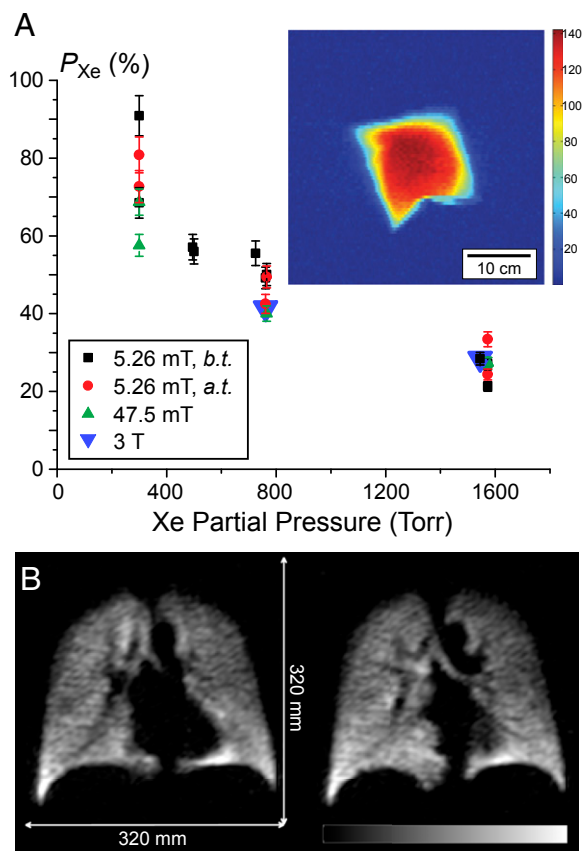 A
P_Xe (%)
100
80
60
40
20
0
0
400
800
1200
1600
Xe Partial Pressure (Torr)
5.26 mT, b.t.
5.26 mT, a.t.
47.5 mT
3 T
10 cm
140
120
100
80
60
40
20
B
320 mm
320 mm